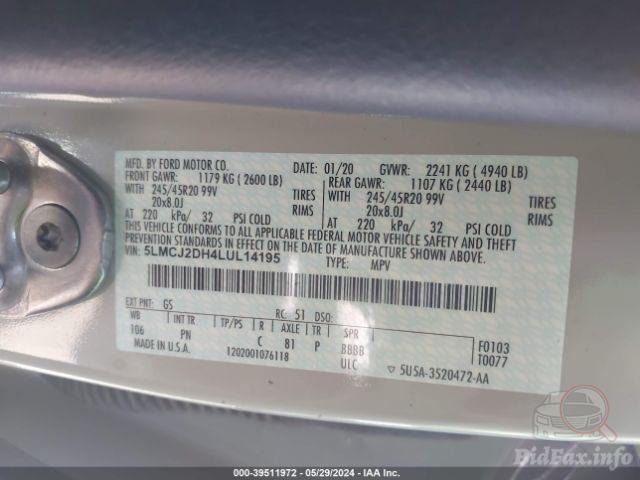 MFD. BY FORD MOTOR CO. DATE: 01/20 GVWR: 2241 KG ( 4940 LB)
FRONT GAWR: 1179 KG ( 2600 LB) REAR GAWR: 1107 KG ( 2440 LB)
WITH 245/45R20 99V TIRES WITH 245/45R20 99V TIRES
20x8.0J RIMS 20x8.0J RIMS
AT 220 kPa/ 32 PSI COLD AT 220 kPa/ 32 PSI COLD
THIS VEHICLE CONFORMS TO ALL APPLICABLE FEDERAL MOTOR VEHICLE SAFETY AND THEFT
PREVENTION STANDARDS IN EFFECT ON THE DATE OF MANUFACTURE SHOWN ABOVE.
VIN: 5LMCJ2DH4LUL14195
TYPE: MPV
EXT PNT: GS RC: 51 DSO:
WB INT TR TP/PS R AXLE TR SPR
106 PN C 81 P BBBB
F0103
T0077
MADE IN U.S.A. 1202001076118 ULC 5U5A-3520472-AA
BidFax.info
000-39511972 - 05/29/2024 - IAA Inc.